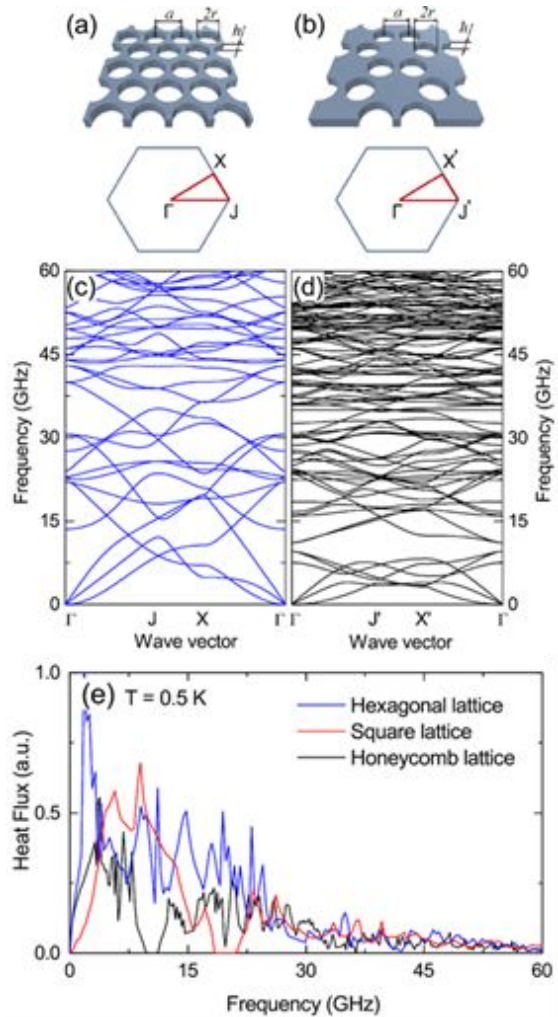 (a)
a
2r
h
(b)
a
2r
h
X
Γ
J
X*
Γ
J*
60
(c)
(d)
60
45
45
Frequency (GHz)
Frequency (GHz)
30
30
15
15
0
0
Γ J X Γ
Γ J* X* Γ
Wave vector
Wave vector
1.0
(e) T = 0.5 K
Hexagonal lattice
Square lattice
Honeycomb lattice
Heat Flux (a.u.)
0.5
0.0
0 15 30 45 60
Frequency (GHz)